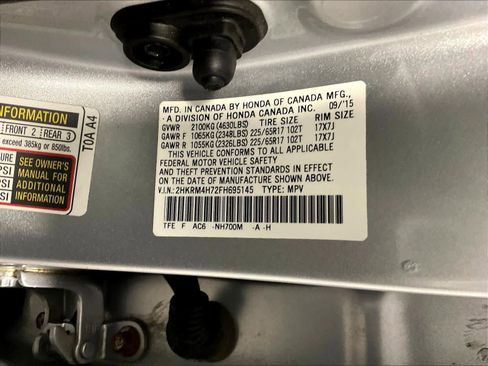 INFORMATION
FRONT 2 REAR 3
exceed 385kg or 850lbs.
SEE OWNER'S
MANUAL FOR
ADDITIONAL
INFORMATION
PSI
PSI
T0A A4
MFD. IN CANADA BY HONDA OF CANADA MFG.,
A DIVISION OF HONDA CANADA INC. 09/'15
GVWR 2100KG (4630LBS) TIRE SIZE RIM SIZE
GAWR F 1065KG (2348LBS) 225/65R17 102T 17X7J
GAWR R 1055KG (2326LBS) 225/65R17 102T 17X7J
THIS VEHICLE CONFORMS TO ALL APPLICABLE
FEDERAL MOTOR VEHICLE SAFETY
AND THEFT PREVENTION STANDARDS IN EFFECT ON
THE DATE OF MANUFACTURE SHOWN ABOVE.
V.I.N.: 2HKRM4H72FH695145 TYPE: MPV
TFE F AC6 -NH700M -A -H